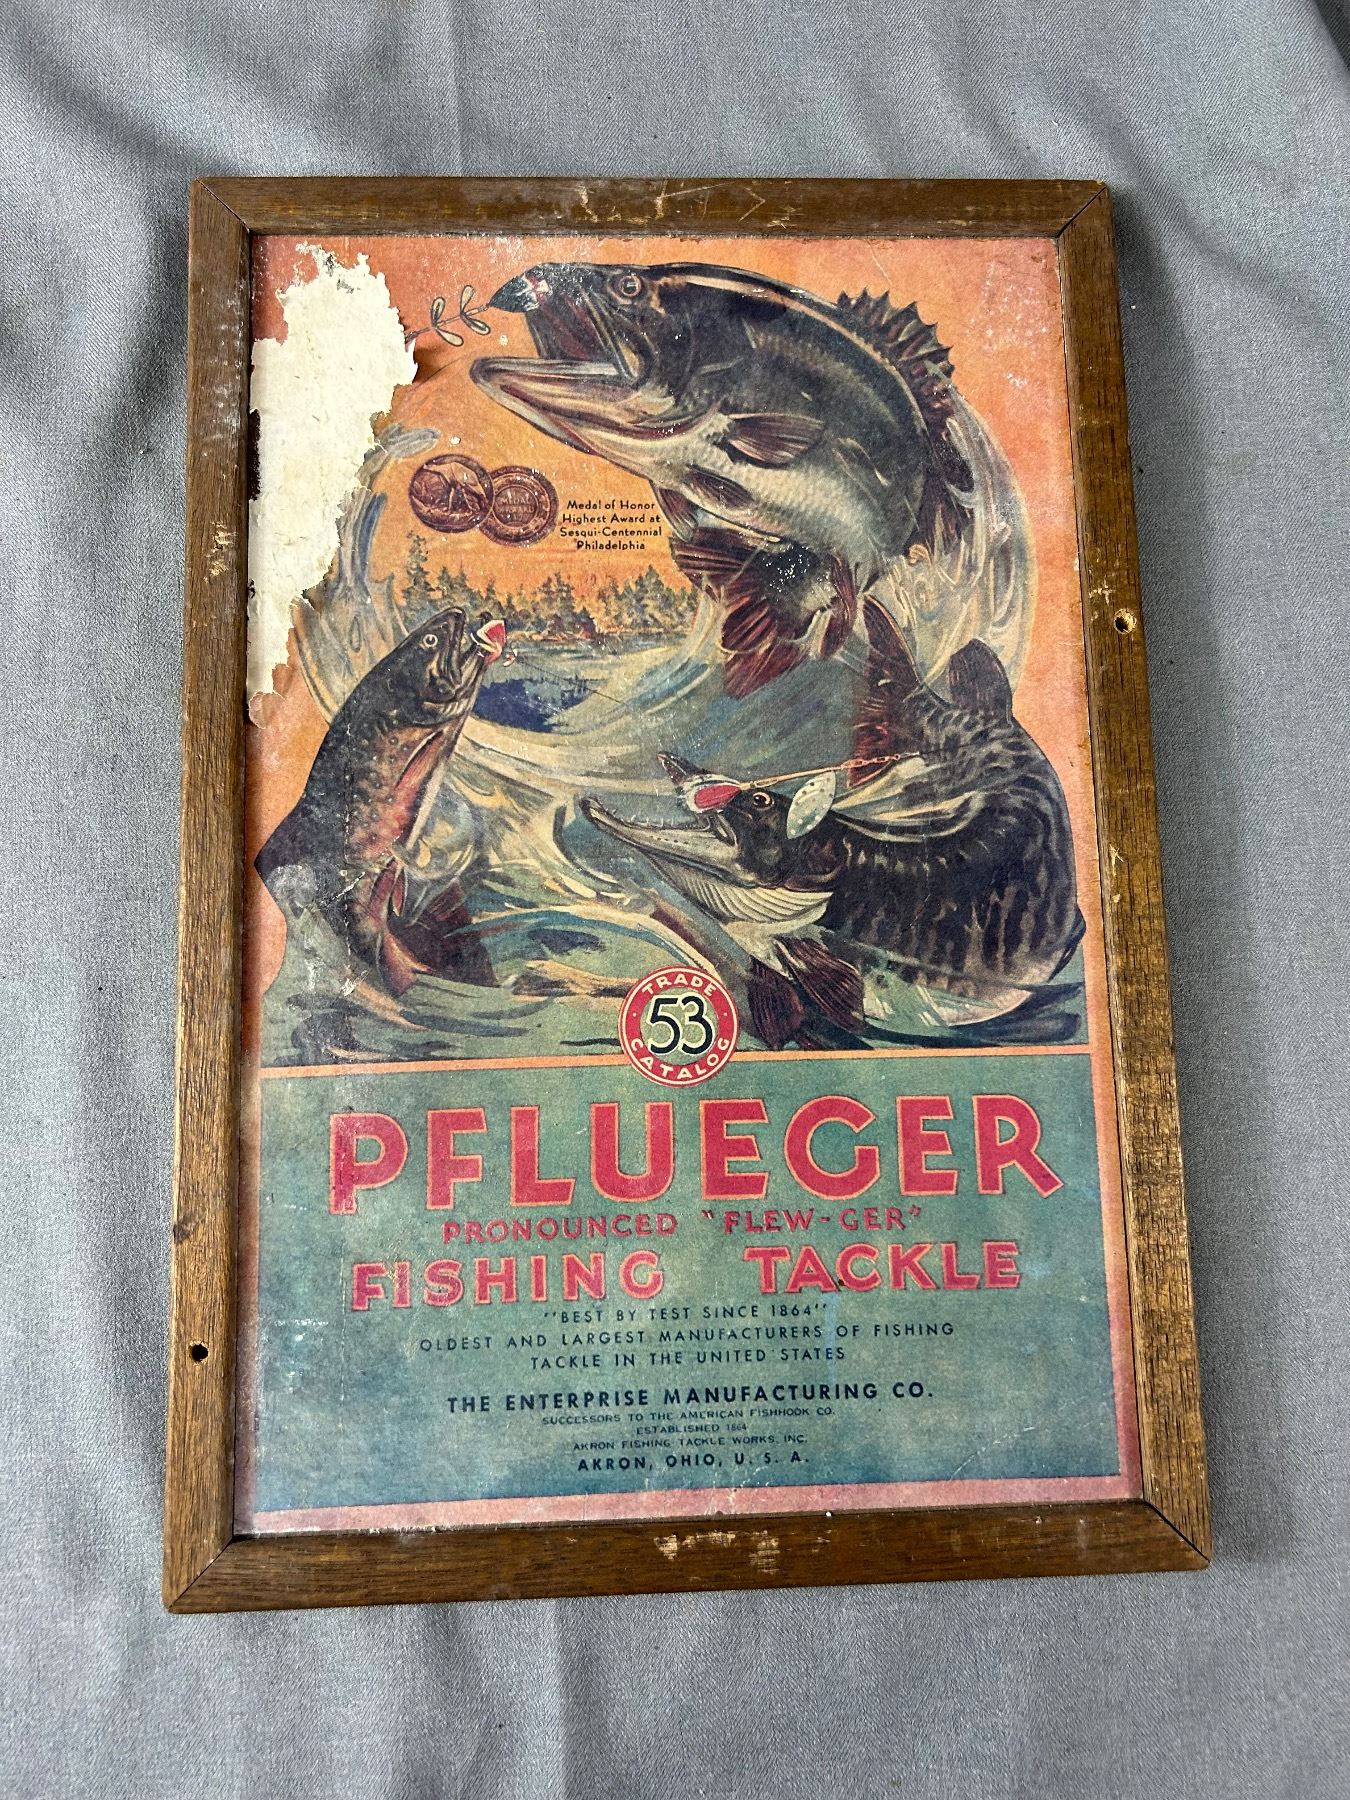 Medal of Honor
Highest Award at
Sesqui-Centennial
Philadelphia
TRADE
53
CATALOG
PFLUEGER
PRONOUNCED "FLEW-GER"
FISHING TACKLE
"BEST BY TEST SINCE 1864"
OLDEST AND LARGEST MANUFACTURERS OF FISHING
TACKLE IN THE UNITED STATES
THE ENTERPRISE MANUFACTURING CO.
SUCCESSORS TO THE AMERICAN FISHHOOK CO.
ESTABLISHED 1864
AKRON FISHING TACKLE WORKS, INC.
AKRON, OHIO, U. S. A.